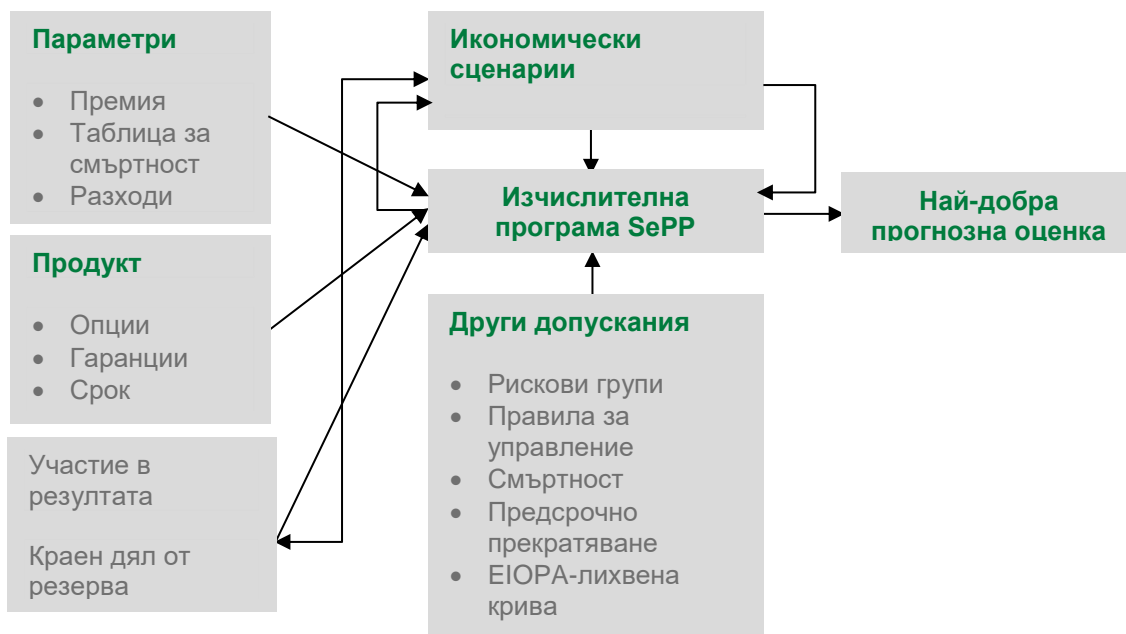 Параметри
• Премия
• Таблица за
смъртност
• Разходи
Продукт
• Опции
• Гаранции
• Срок
Участие в
резултата
Краен дял от
резерва
Икономически
сценарии
Изчислителна
програма SePP
Други допускания
• Рискови групи
• Правила за
управление
• Смъртност
• Предсрочно
прекратяване
• EIOPA-лихвена
крива
Най-добра
прогнозна оценка